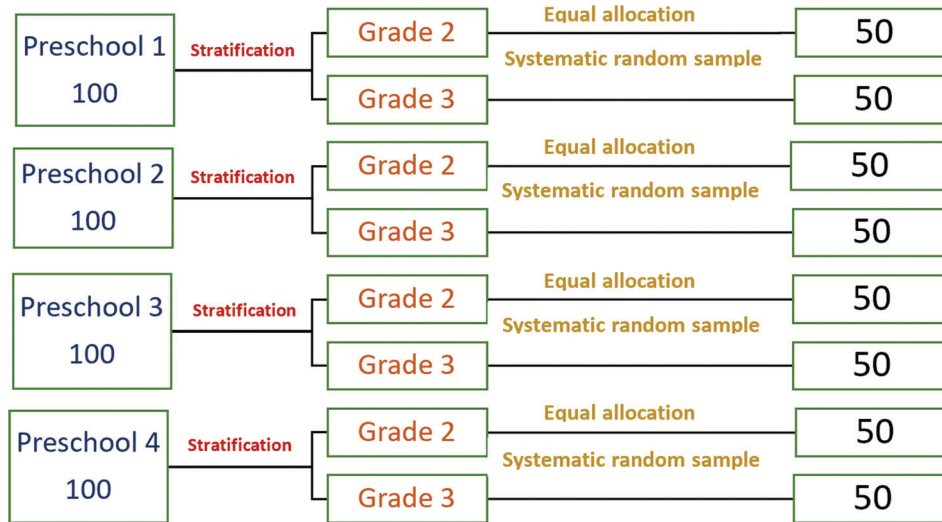 Preschool 1
100
Stratification
Grade 2
Equal allocation
Systematic random sample
50
Grade 3
50
Preschool 2
100
Stratification
Grade 2
Equal allocation
Systematic random sample
50
Grade 3
50
Preschool 3
100
Stratification
Grade 2
Equal allocation
Systematic random sample
50
Grade 3
50
Preschool 4
100
Stratification
Grade 2
Equal allocation
Systematic random sample
50
Grade 3
50